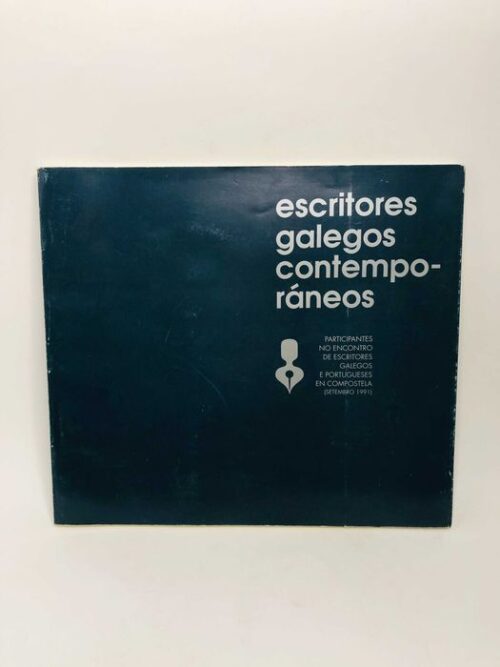 escritores
galegos
contempo-
ráneos
PARTICIPANTES
NO ENCONTRO
DE ESCRITORES
GALEGOS
E PORTUGUESES
EN COMPOSTELA
(SETEMBRO 1991)